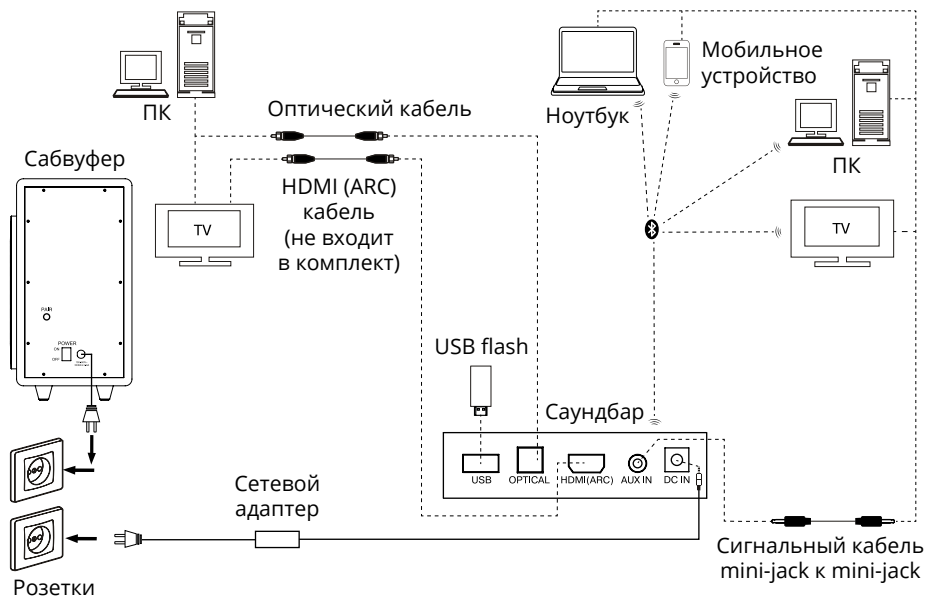 ПК
Оптический кабель
HDMI (ARC)
кабель
(не входит
в комплект)
Сабвуфер
TV
PAIR
POWER
ON
OFF
Ноутбук
Мобильное
устройство
ПК
TV
USB flash
Саундбар
USB
OPTICAL
HDMI(ARC)
AUX IN
DC IN
Сетевой
адаптер
Розетки
Сигнальный кабель
mini-jack к mini-jack